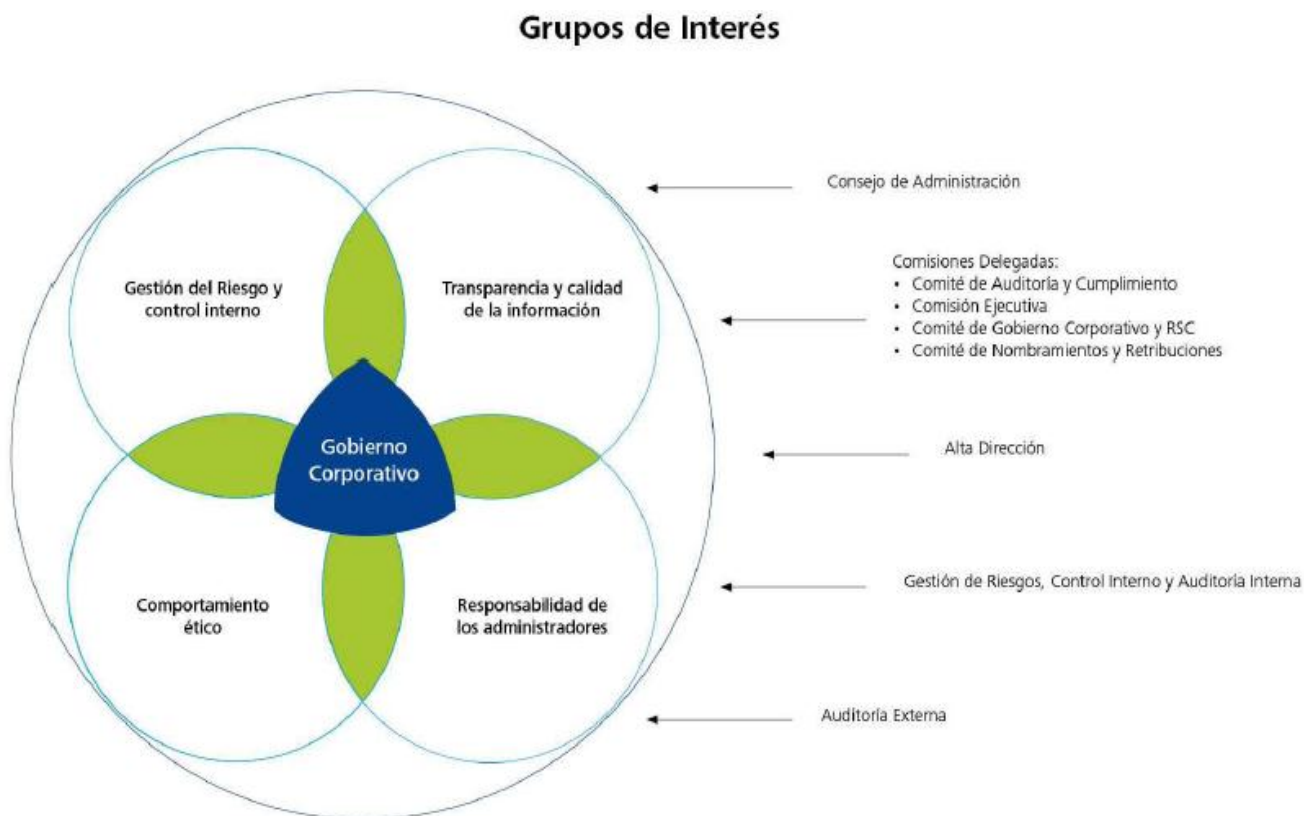 Grupos de Interés
Gestión del Riesgo y
control interno
Transparencia y calidad
de la información
Gobierno
Corporativo
Comportamiento
ético
Responsabilidad de
los administradores
Consejo de Administración
Comisiones Delegadas:
• Comité de Auditoría y Cumplimiento
• Comisión Ejecutiva
• Comité de Gobierno Corporativo y RSC
• Comité de Nombramientos y Retribuciones
Alta Dirección
Gestión de Riesgos, Control Interno y Auditoría Interna
Auditoría Externa